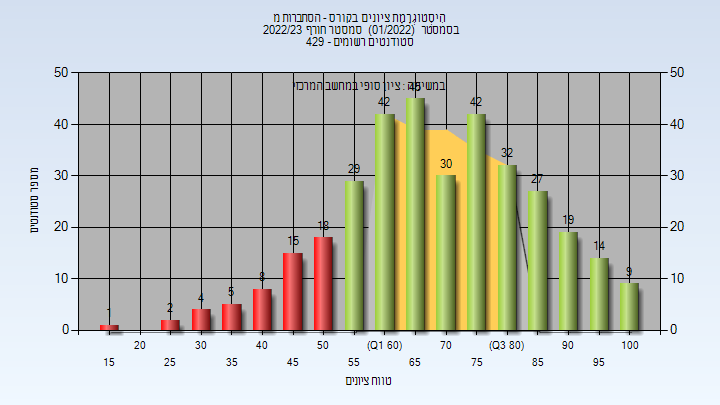 היסטוגרמת ציונים בקורס - הסתברות מ
בסמסטר (01/2022) סמסטר חורף 2022/23
סטודנטים רשומים - 429
במשימה : ציון סופי במחשב המרכזי
מספר סטודנטים
50 50
40 40
30 30
20 20
10 10
0 0
1 2 4 5 8 15 18 29 42 45 30 42 32 27 19 14 9
20 30 40 50 (Q1 60) 70 (Q3 80) 90 100
15 25 35 45 55 65 75 85 95
טווח ציונים